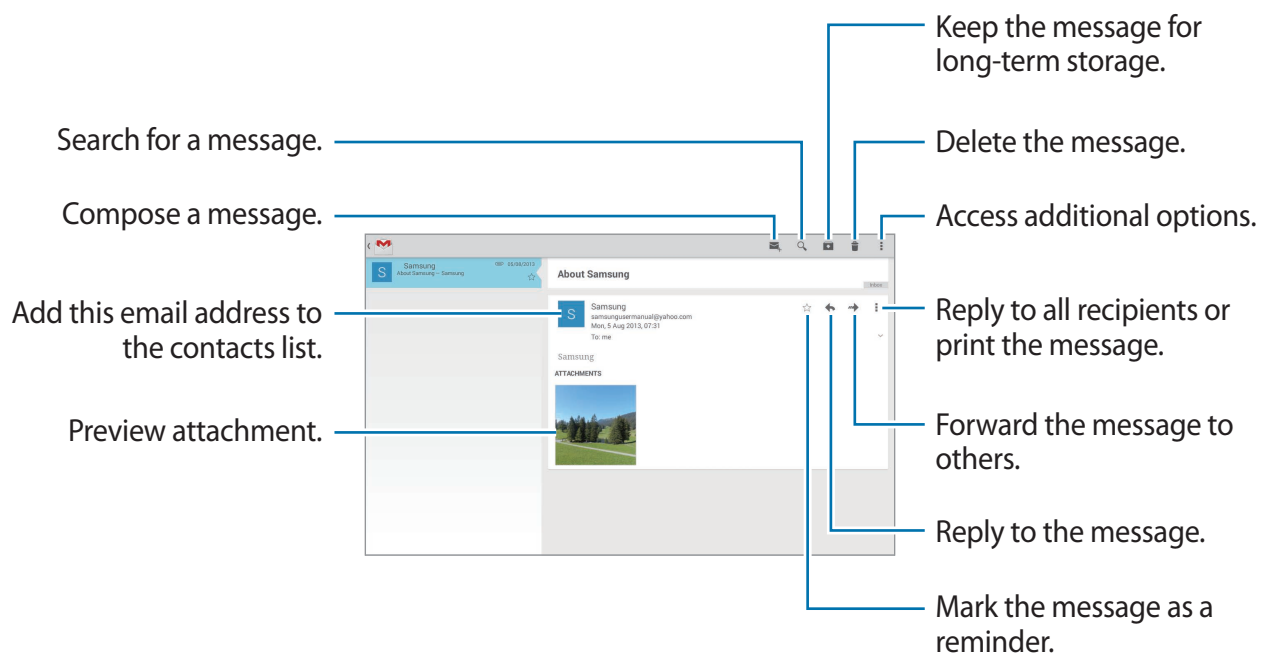 Keep the message for
long-term storage.
Search for a message.
Delete the message.
Compose a message.
Access additional options.
Samsung
05/08/2013
About Samsung – Samsung
S
About Samsung
Inbox
Add this email address to
the contacts list.
S
Samsung
samsungusermanual@yahoo.com
Mon, 5 Aug 2013, 07:31
To: me
Reply to all recipients or
print the message.
Samsung
ATTACHMENTS
Preview attachment.
Forward the message to
others.
Reply to the message.
Mark the message as a
reminder.